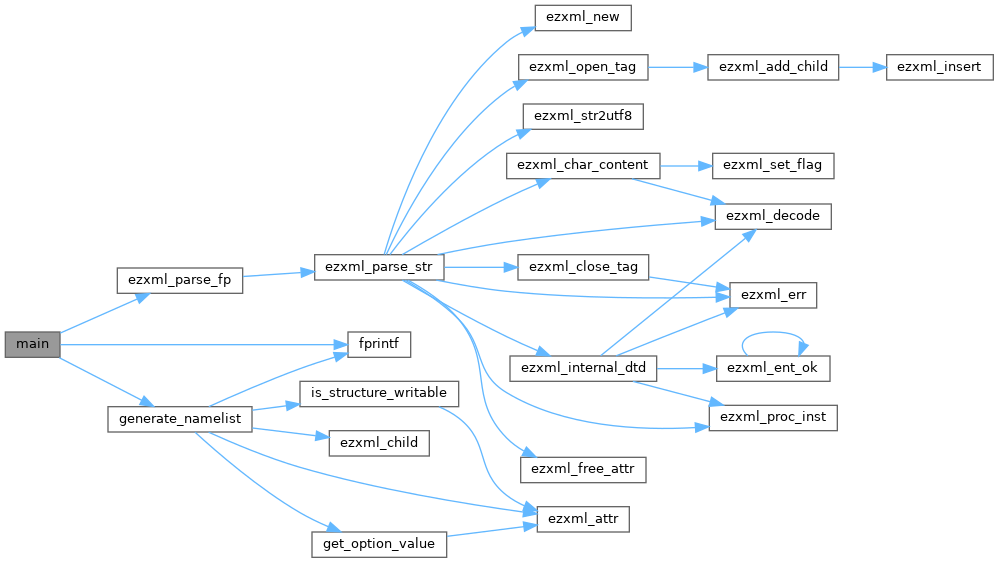 ezxml_new
ezxml_open_tag
ezxml_add_child
ezxml_insert
ezxml_str2utf8
ezxml_char_content
ezxml_set_flag
ezxml_decode
ezxml_parse_str
ezxml_close_tag
ezxml_parse_fp
ezxml_err
main
fprintf
ezxml_internal_dtd
ezxml_ent_ok
is_structure_writable
generate_namelist
ezxml_proc_inst
ezxml_child
ezxml_free_attr
ezxml_attr
get_option_value